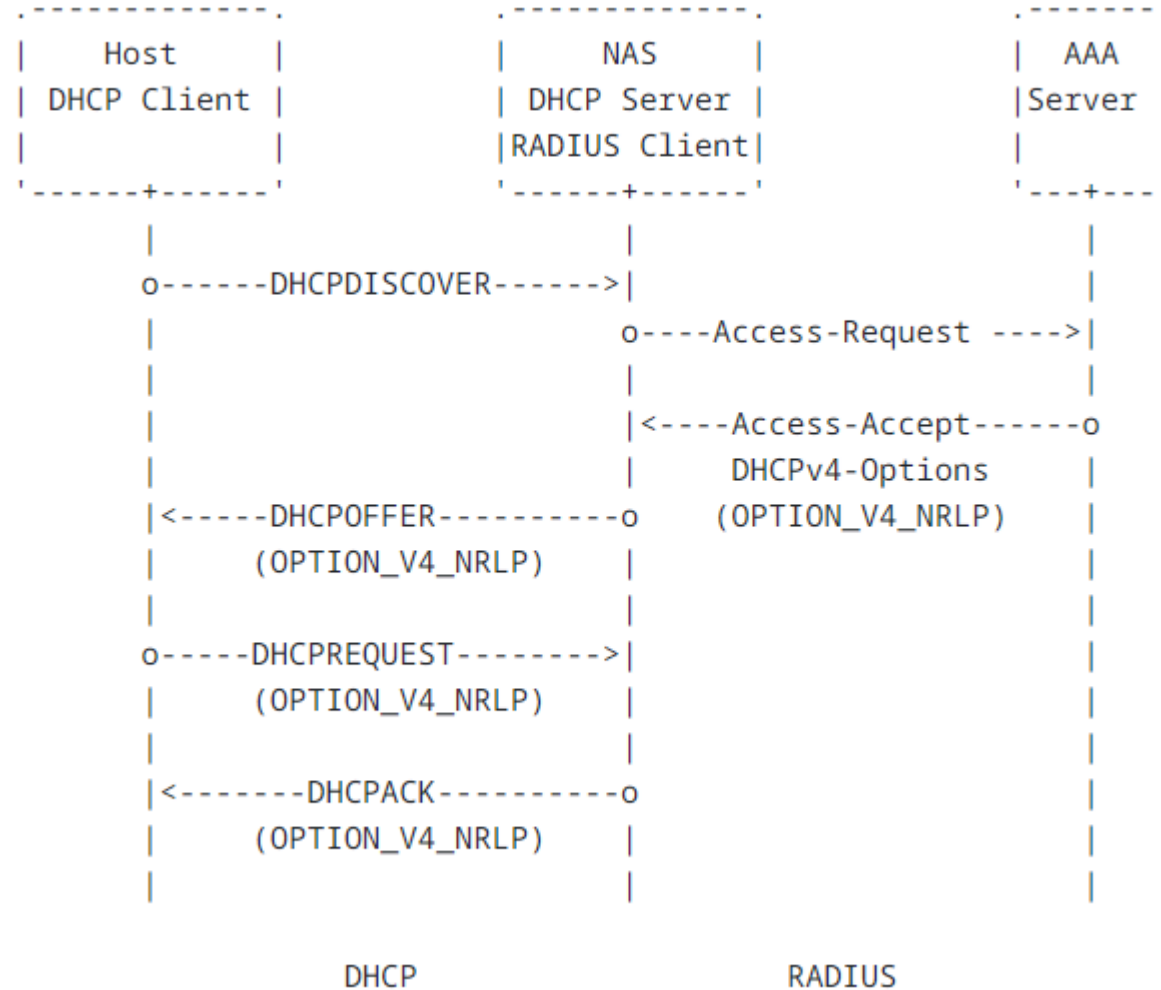 .-------------.            .-------------.              .-------
|    Host     |            |     NAS     |              |  AAA
| DHCP Client |            | DHCP Server |              |Server
|             |            |RADIUS Client|              |
'------+------'            '------+------'              '---+---
|                          |                         |
o------DHCPDISCOVER------>|                         |
|                          o----Access-Request ---->|
|                          |                         |
|                          |<----Access-Accept------o
|                          |     DHCPv4-Options      |
|<-----DHCPOFFER----------o    (OPTION_V4_NRLP)     |
|     (OPTION_V4_NRLP)     |                         |
|                          |                         |
o-----DHCPREQUEST-------->|                         |
|     (OPTION_V4_NRLP)     |                         |
|                          |                         |
|<-------DHCPACK----------o                         |
|     (OPTION_V4_NRLP)     |                         |
|                          |                         |
DHCP                    RADIUS